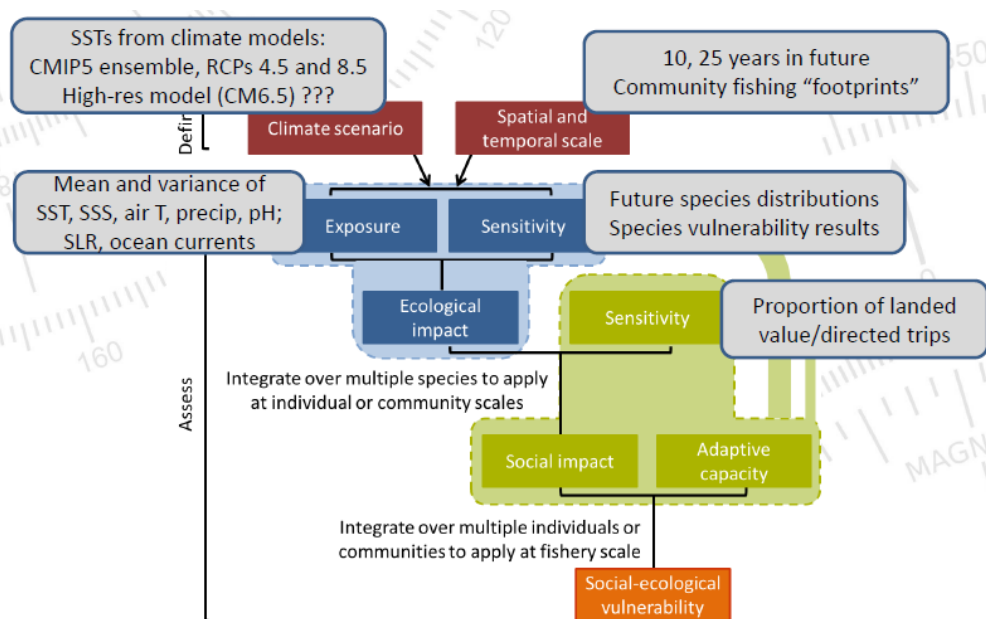 SSTs from climate models:
CMIP5 ensemble, RCPs 4.5 and 8.5
High-res model (CM6.5) ???
10, 25 years in future
Community fishing “footprints”
Climate scenario
Spatial and
temporal scale
Mean and variance of
SST, SSS, air T, precip, pH;
SLR, ocean currents
Exposure
Sensitivity
Future species distributions
Species vulnerability results
Ecological
impact
Sensitivity
Proportion of landed
value/directed trips
Assess
Integrate over multiple species to apply
at individual or community scales
Social impact
Adaptive
capacity
Integrate over multiple individuals or
communities to apply at fishery scale
Social-ecological
vulnerability
120
160